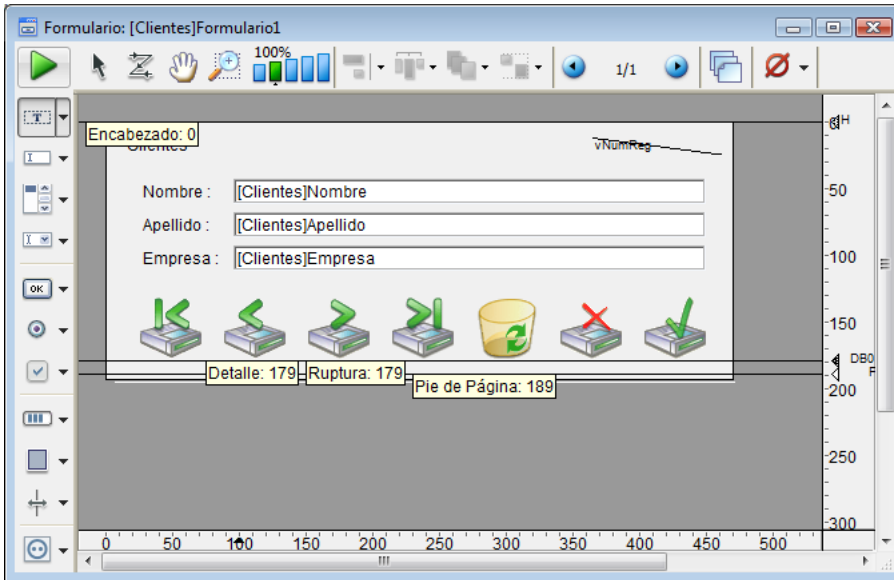 Formulario: [Clientes]Formulario1
100%
1/1
Encabezado: 0
Clientes
vNumReg
Nombre : [Clientes]Nombre
Apellido : [Clientes]Apellido
Empresa : [Clientes]Empresa
OK
Detalle: 179
Ruptura: 179
Pie de Página: 189
H
50
100
150
DB0
200
250
300
0 50 100 150 200 250 300 350 400 450 500